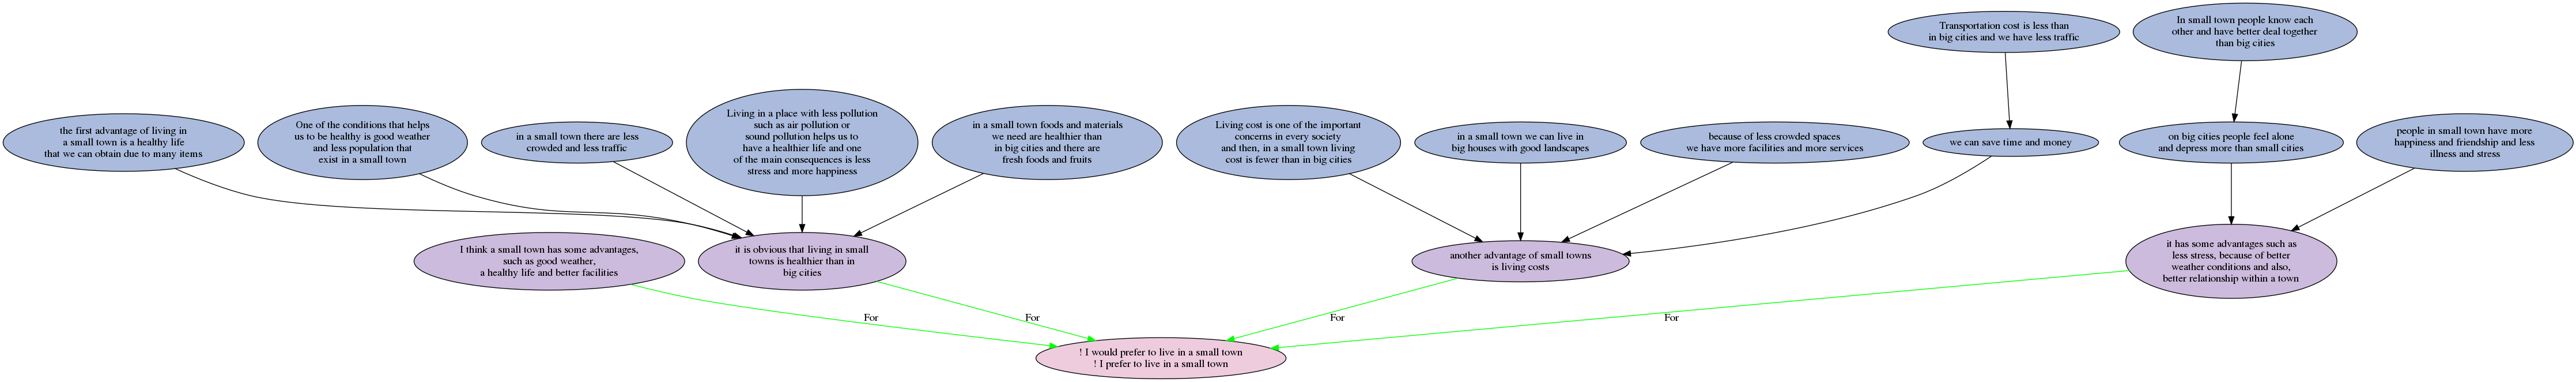 Transportation cost is less than
in big cities and we have less traffic
In small town people know each
other and have better deal together
than big cities
the first advantage of living in
a small town is a healthy life
that we can obtain due to many items
One of the conditions that helps
us to be healthy is good weather
and less population that
exist in a small town
in a small town there are less
crowded and less traffic
Living in a place with less pollution
such as air pollution or
sound pollution helps us to
have a healthier life and one
of the main consequences is less
stress and more happiness
in a small town foods and materials
we need are healthier than
in big cities and there are
fresh foods and fruits
Living cost is one of the important
concerns in every society
and then, in a small town living
cost is fewer than in big cities
in a small town we can live in
big houses with good landscapes
because of less crowded spaces
we have more facilities and more services
we can save time and money
on big cities people feel alone
and depress more than small cities
people in small town have more
happiness and friendship and less
illness and stress
I think a small town has some advantages,
such as good weather,
a healthy life and better facilities
it is obvious that living in small
towns is healthier than in
big cities
another advantage of small towns
is living costs
it has some advantages such as
less stress, because of better
weather conditions and also,
better relationship within a town
For
For
For
For
! I would prefer to live in a small town
! I prefer to live in a small town